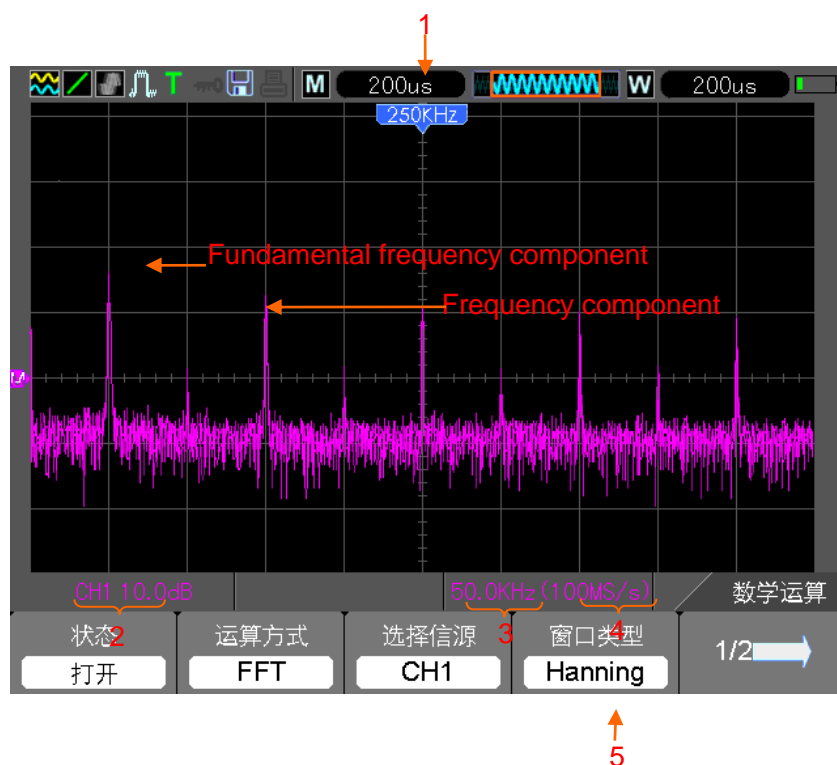 1
T M 200us W 200us
250KHz
Fundamental frequency component
Frequency component
M
CH1 10.0dB 50.0KHz (100MS/s) 数学运算
2 3 4
状态 运算方式 选择信源 窗口类型 1/2
打开 FFT CH1 Hanning
5